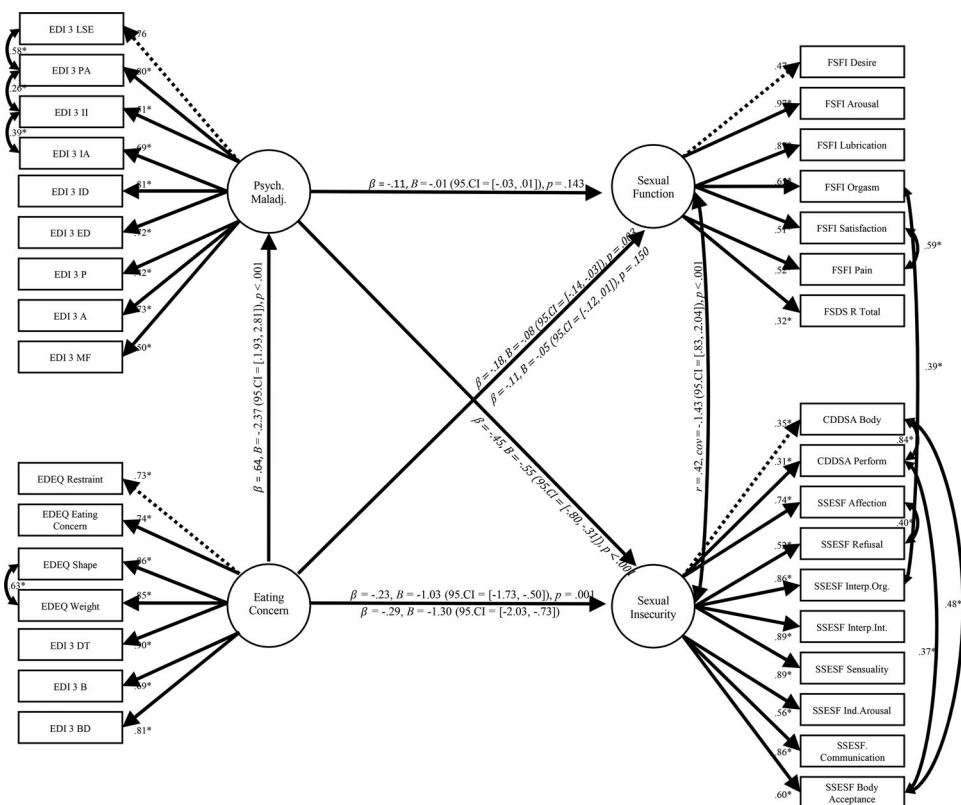 EDI 3 LSE
EDI 3 PA
EDI 3 II
EDI 3 IA
EDI 3 ID
EDI 3 ED
EDI 3 P
EDI 3 A
EDI 3 MF
.58*
.26*
.39*
.76
.80*
.69*
.81*
.72*
.73*
.50*
Psych.
Maladj.
β = -.11, B = -.01 (95.CI = [-.03, .01]), p = .143
Sexual
Function
.47
.97*
.51*
.52*
.32*
FSFI Desire
FSFI Arousal
FSFI Lubrication
FSFI Orgasm
FSFI Satisfaction
FSFI Pain
FSDS R Total
.59*
.39*
β = .64, B = -.2.37 (95.CI = [.1.93, 2.81]), p < .001
β = -.18, B = -.08 (95.CI = [-.14, -.03]), p = .002
β = -.11, B = -.05 (95.CI = [-.12, .01]), p = .150
β = -.45, B = -.55 (95.CI = [-.80, -.31]), p < .001
r = .42, cov = -.1.43 (95.CI = [.83, .2.04]), p < .001
EDEQ Restraint
EDEQ Eating
Concern
EDEQ Shape
EDEQ Weight
EDI 3 DT
EDI 3 B
EDI 3 BD
.63*
.73*
.74*
.86*
.85*
.90*
.69*
.81*
Eating
Concern
β = -.23, B = -1.03 (95.CI = [-1.73, -.50]), p = .001
β = -.29, B = -1.30 (95.CI = [-2.03, -.73])
Sexual
Insecurity
.35*
.31*
.74*
.59*
.86*
.89*
.89*
.56*
.86*
.60*
CDDSA Body
CDDSA Perform
SSESF Affection
SSESF Refusal
SSESF Interp.Org.
SSESF Interp.Int.
SSESF Sensuality
SSESF Ind.Arousal
SSESF.
Communication
SSESF Body
Acceptance
.84*
.40*
.37*
.48*